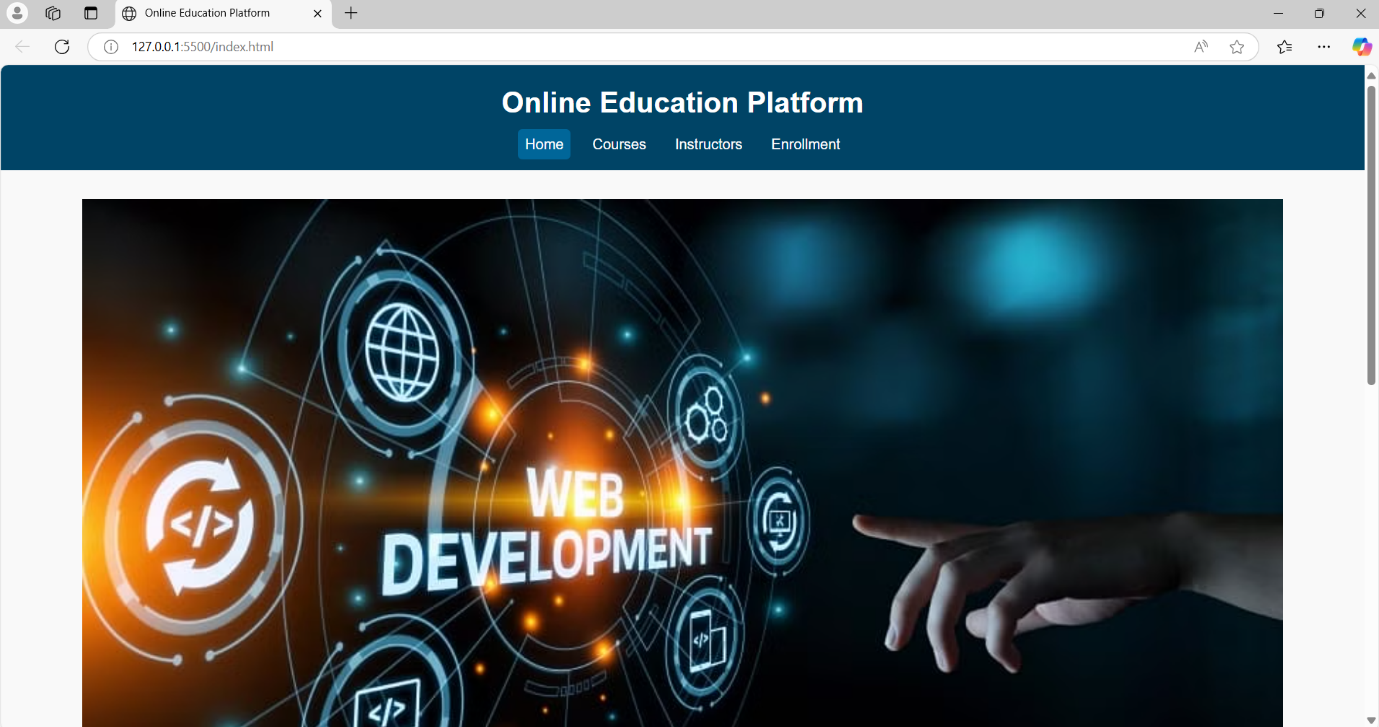 Online Education Platform
127.0.0.1:5500/index.html
Online Education Platform
Home Courses Instructors Enrollment
</>
WEB
DEVELOPMENT
</>
</>